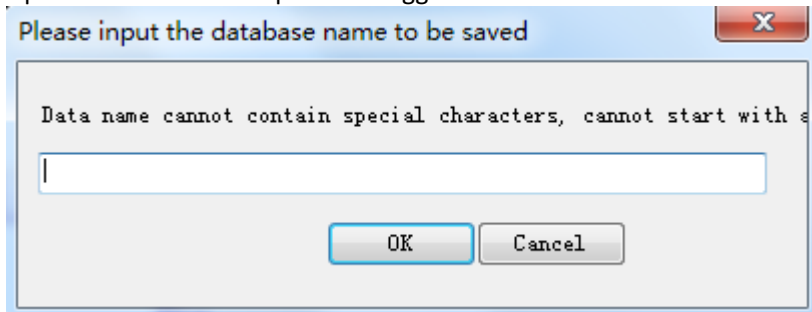 Please input the database name to be saved
Data name cannot contain special characters, cannot start with
OK
Cancel